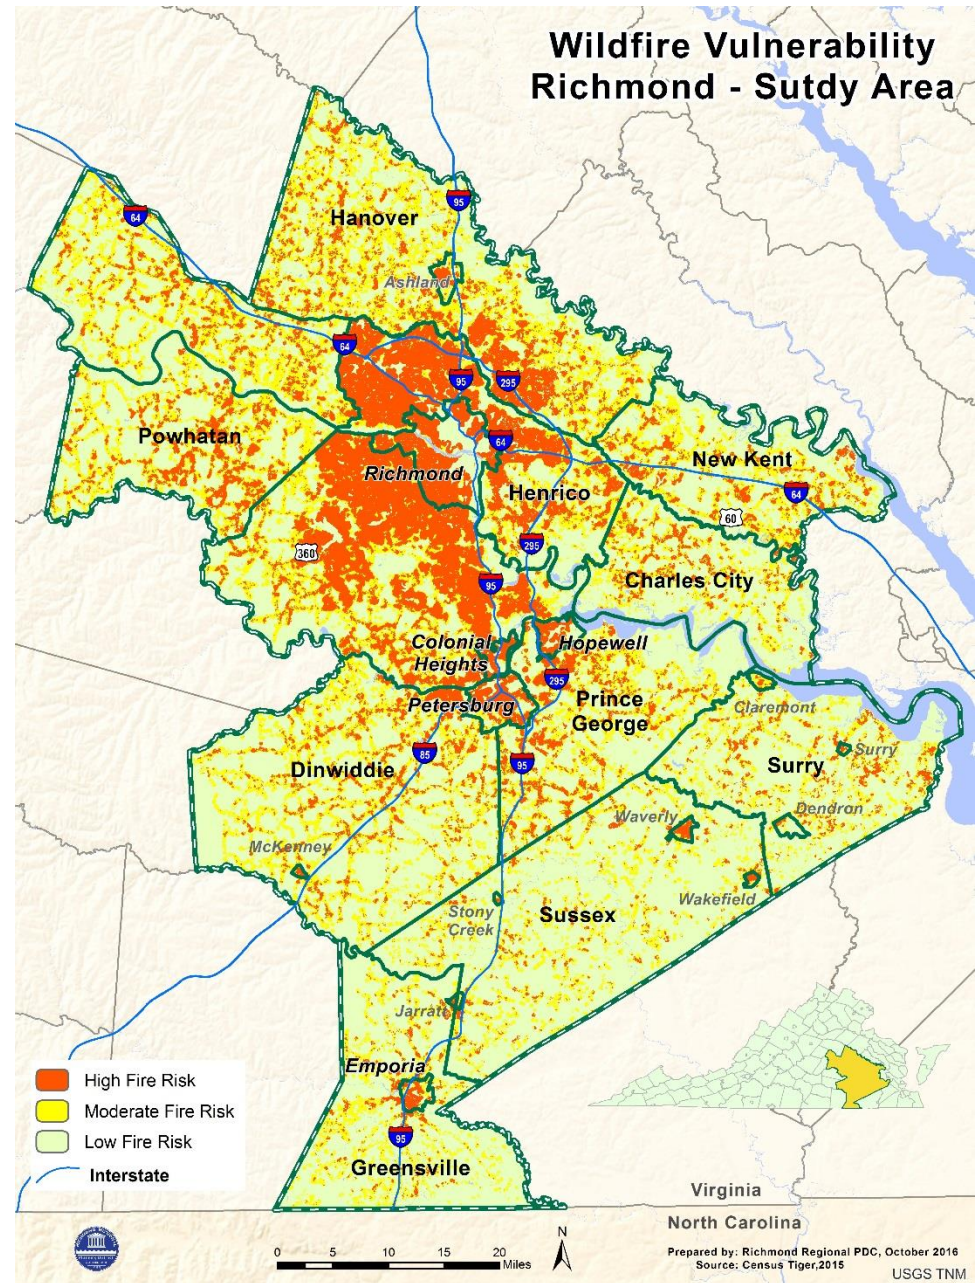 Wildfire Vulnerability
Richmond - Sutdy Area
95
64
Hanover
Ashland
64
95
295
Powhatan
64
New Kent
Richmond
Henrico
64
60
360
295
Charles City
95
Colonial
Heights
Hopewell
295
Petersburg
Prince
George
Claremont
85
95
Dinwiddie
Surry
Surry
Waverly
Dendron
McKenney
Wakefield
Stony
Creek
Sussex
Jarratt
Emporia
95
Greensville
High Fire Risk
Moderate Fire Risk
Low Fire Risk
Interstate
Virginia
North Carolina
N
0 5 10 15 20
Miles
Prepared by: Richmond Regional PDC, October 2016
Source: Census Tiger,2015
USGS TNM